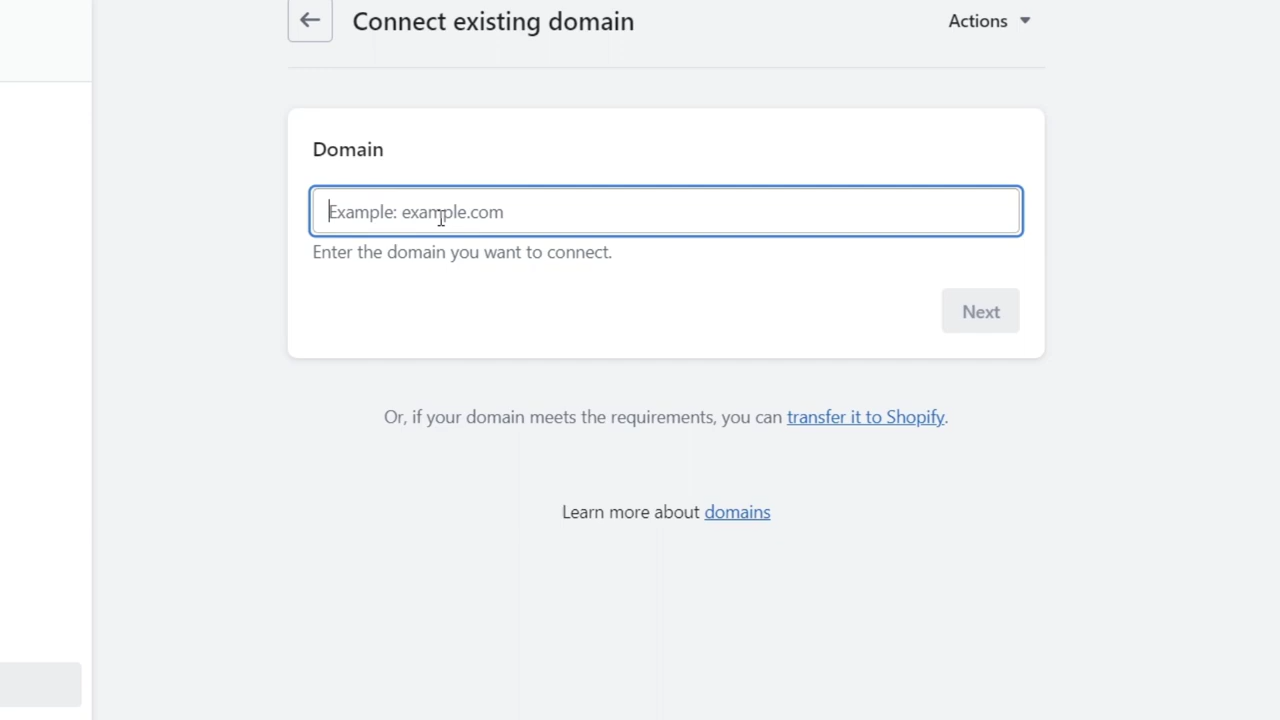 Connect existing domain
Actions
Domain
Example: example.com
Enter the domain you want to connect.
Next
Or, if your domain meets the requirements, you can transfer it to Shopify.
Learn more about domains